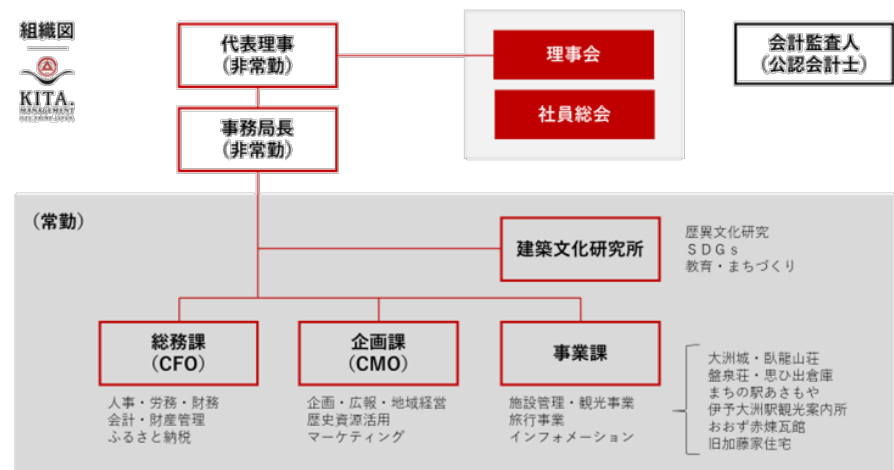 組織図
KITA.
MANAGEMENT
代表理事
(非常勤)
理事会
社員総会
会計監査人
(公認会計士)
事務局長
(非常勤)
(常勤)
建築文化研究所
歴異文化研究
SDGs
教育・まちづくり
総務課
(CFO)
人事・労務・財務
会計・財産管理
ふるさと納税
企画課
(CMO)
企画・広報・地域経営
歴史資源活用
マーケティング
事業課
施設管理・観光事業
旅行事業
インフォメーション
大洲城・臥龍山荘
盤泉荘・思ひ出倉庫
まちの駅あさもや
伊予大洲駅観光案内所
おおず赤煉瓦館
旧加藤家住宅